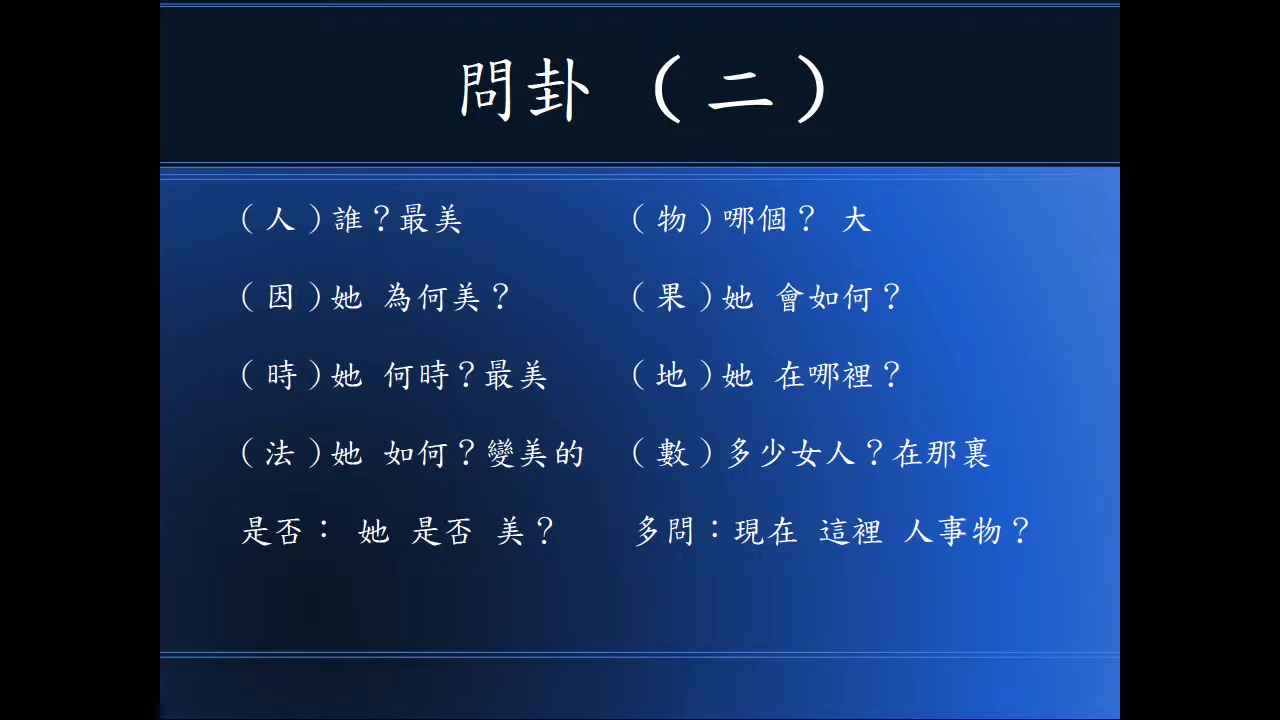 問卦 （二）
（人）誰？最美
（物）哪個？ 大
（因）她 為何美？
（果）她 會如何？
（時）她 何時？最美
（地）她 在哪裡？
（法）她 如何？變美的
（數）多少女人？在那裏
是否： 她 是否 美？
多問：現在 這裡 人事物？